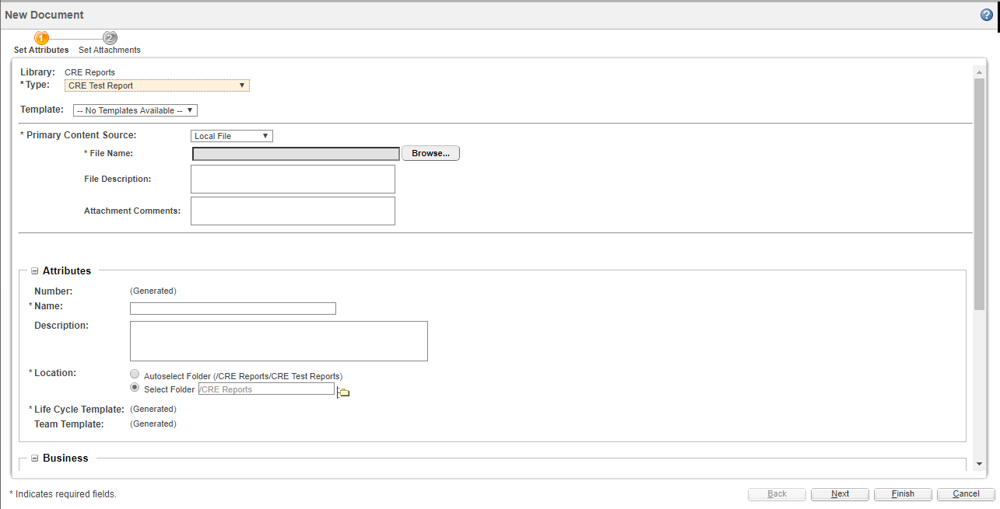 New Document
?
1 2
Set Attributes Set Attachments
Library: CRE Reports
* Type: CRE Test Report
Template: -- No Templates Available --
* Primary Content Source: Local File
* File Name: Browse...
File Description:
Attachment Comments:
Attributes
Number: (Generated)
* Name:
Description:
* Location: Autoselect Folder (/CRE Reports/CRE Test Reports)
Select Folder /CRE Reports
* Life Cycle Template: (Generated)
Team Template: (Generated)
Business
* Indicates required fields. Back Next Finish Cancel